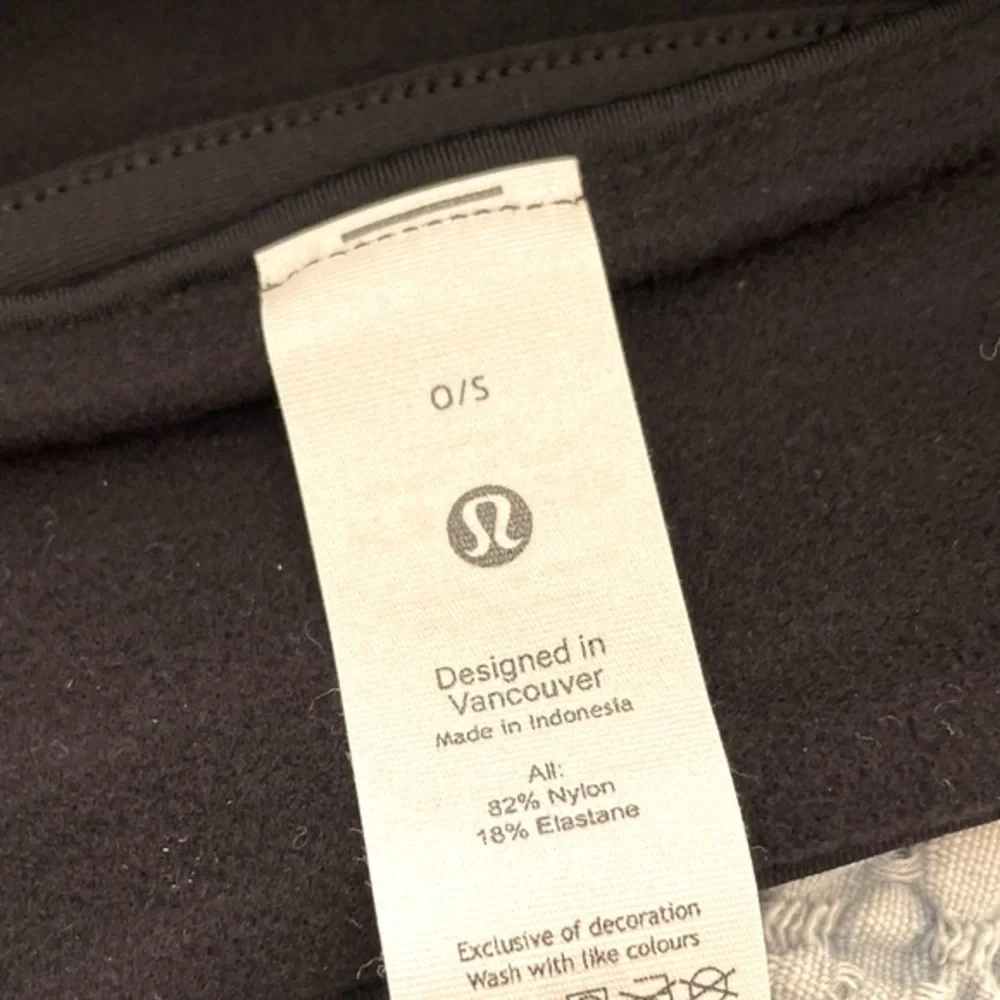 O/S
Designed in
Vancouver
Made in Indonesia
All:
82% Nylon
18% Elastane
Exclusive of decoration
Wash with like colours